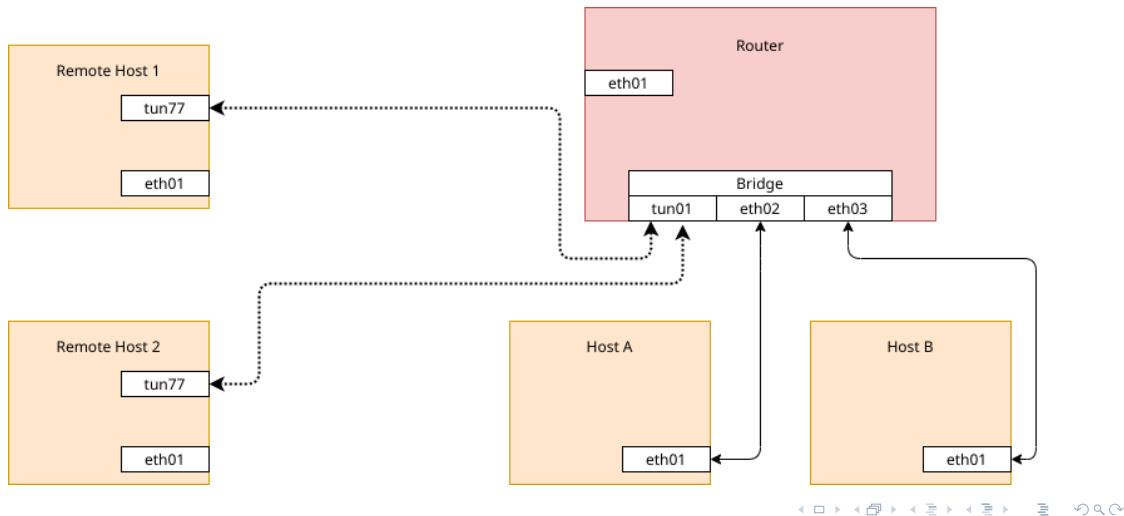 Router
eth01
Bridge
tun01
eth02
eth03
Remote Host 1
tun77
eth01
Remote Host 2
tun77
eth01
Host A
eth01
Host B
eth01